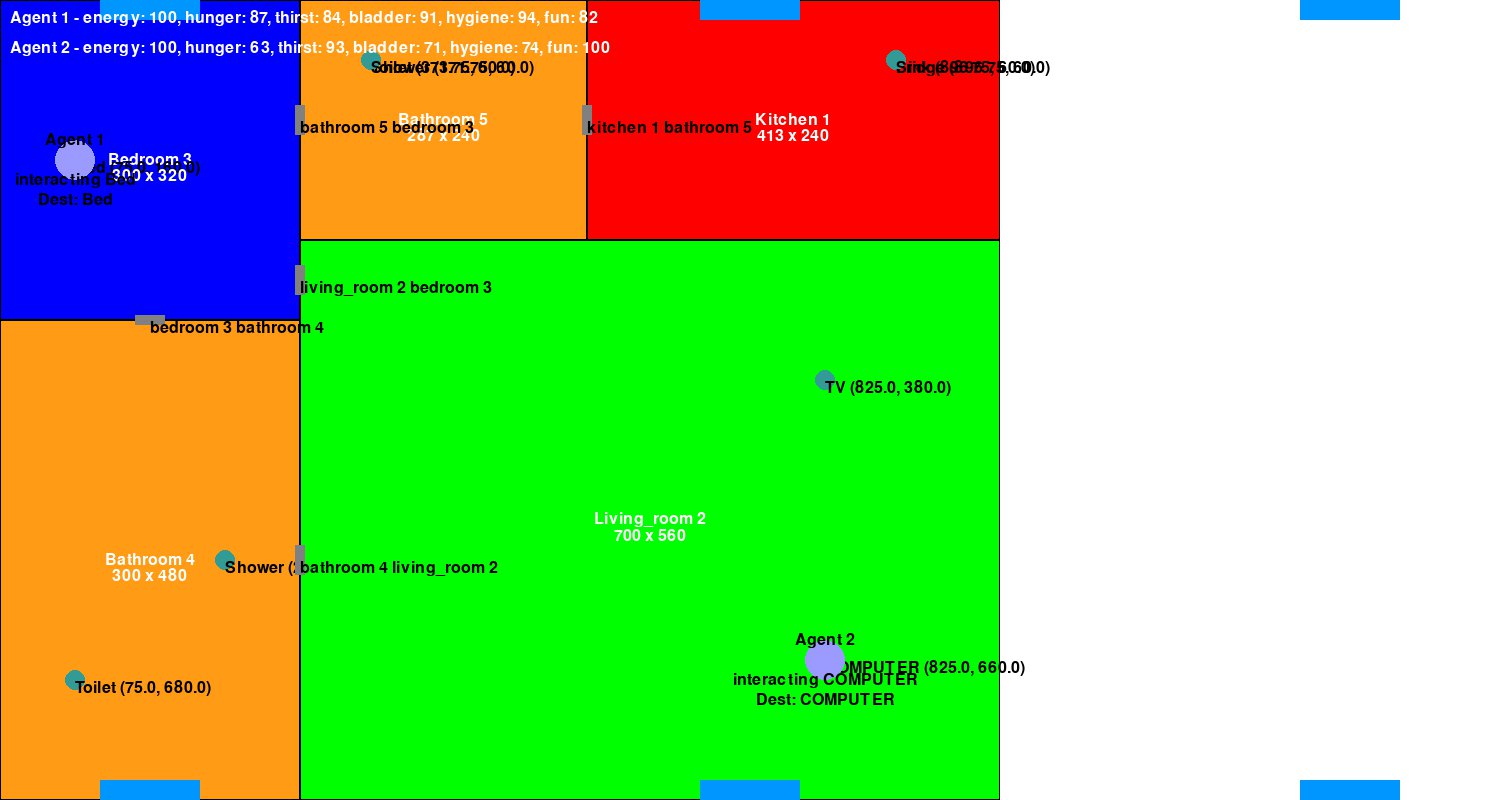 Agent 1 - energy: 100, hunger: 87, thirst: 84, bladder: 91, hygiene: 94, fun: 82
Agent 2 - energy: 100, hunger: 63, thirst: 93, bladder: 71, hygiene: 74, fun: 100
Bathroom 5
287 x 240
Kitchen 1
413 x 240
bathroom 5 bedroom 3
kitchen 1 bathroom 5
Agent 1
Bedroom 3
300 x 320
interacting Bed
Dest: Bed
living_room 2 bedroom 3
bedroom 3 bathroom 4
TV (825.0, 380.0)
Living_room 2
700 x 560
Bathroom 4
300 x 480
Shower
bathroom 4 living_room 2
Agent 2
COMPUTER (825.0, 660.0)
interacting COMPUTER
Dest: COMPUTER
Toilet (75.0, 680.0)